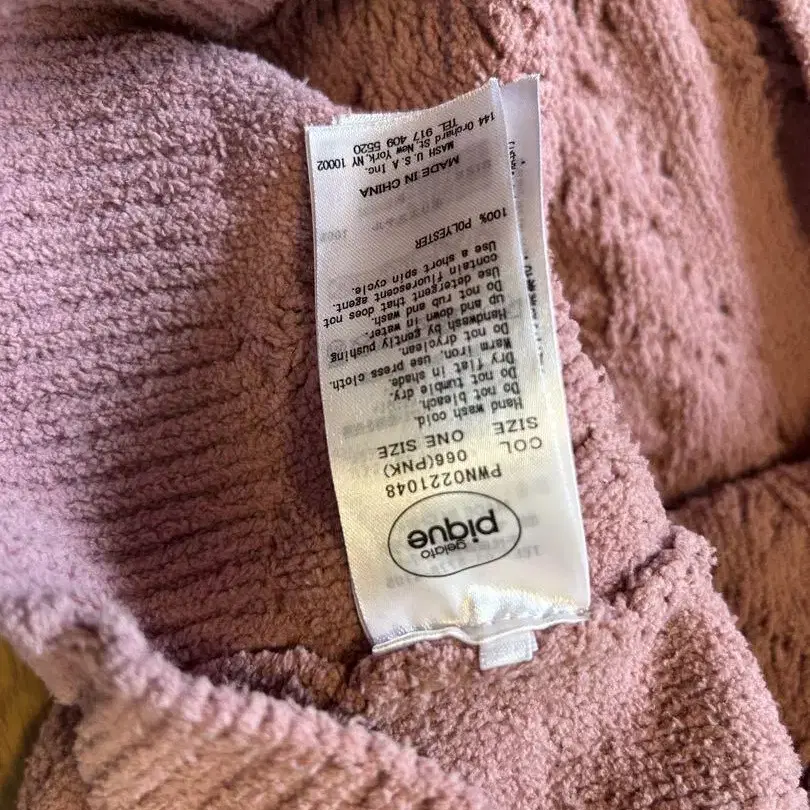 gelato
pique
PWNO221048
COL 066(PNK)
SIZE ONE SIZE
Hand wash cold.
Do not bleach.
Do not tumble dry.
Dry flat in shade.
Warm iron, use press cloth.
Do not dryclean.
Handwash by gently pushing
up and down in water.
Do not rub and wash.
Use detergent that does not
contain fluorescent agent.
Use a short spin cycle.
100% POLYESTER
MADE IN CHINA
MASH U.S.A Inc.
144 Orchard St, New York, NY 10002
TEL 917 409 5520